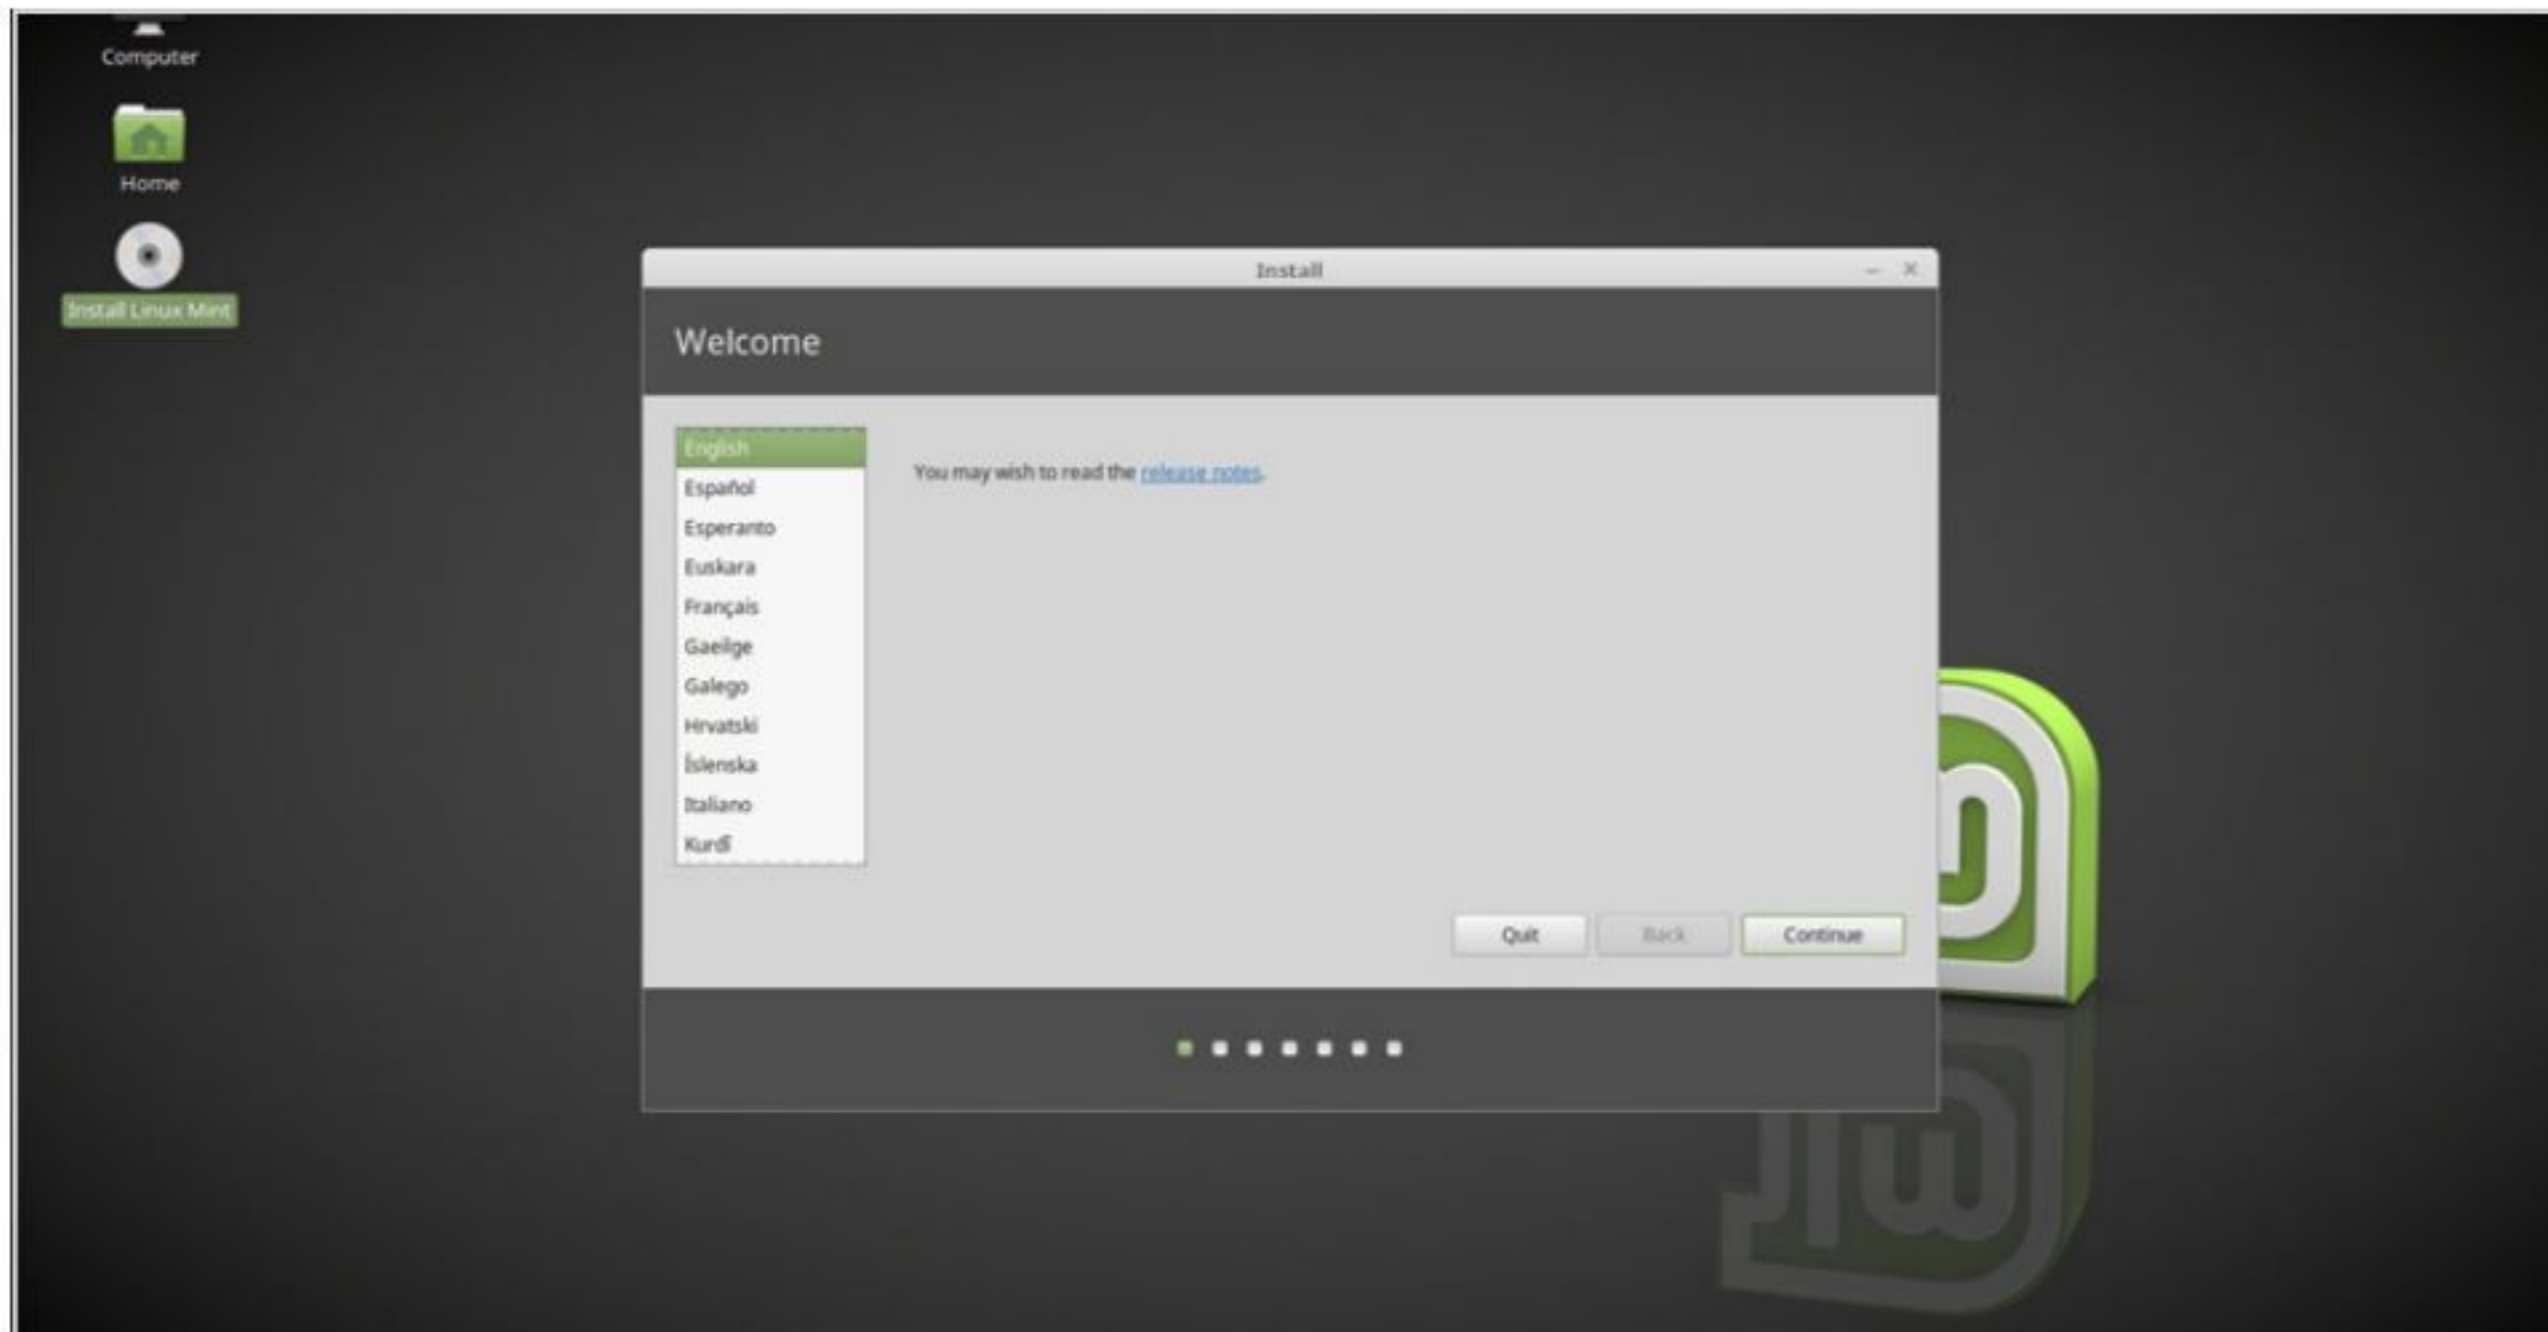 Computer
Home
Install Linux Mint
Install
Welcome
English
Español
Esperanto
Euskara
Français
Gaeilge
Galego
Hrvatski
Íslenska
Italiano
Kurdî
You may wish to read the release notes.
Quit
Back
Continue